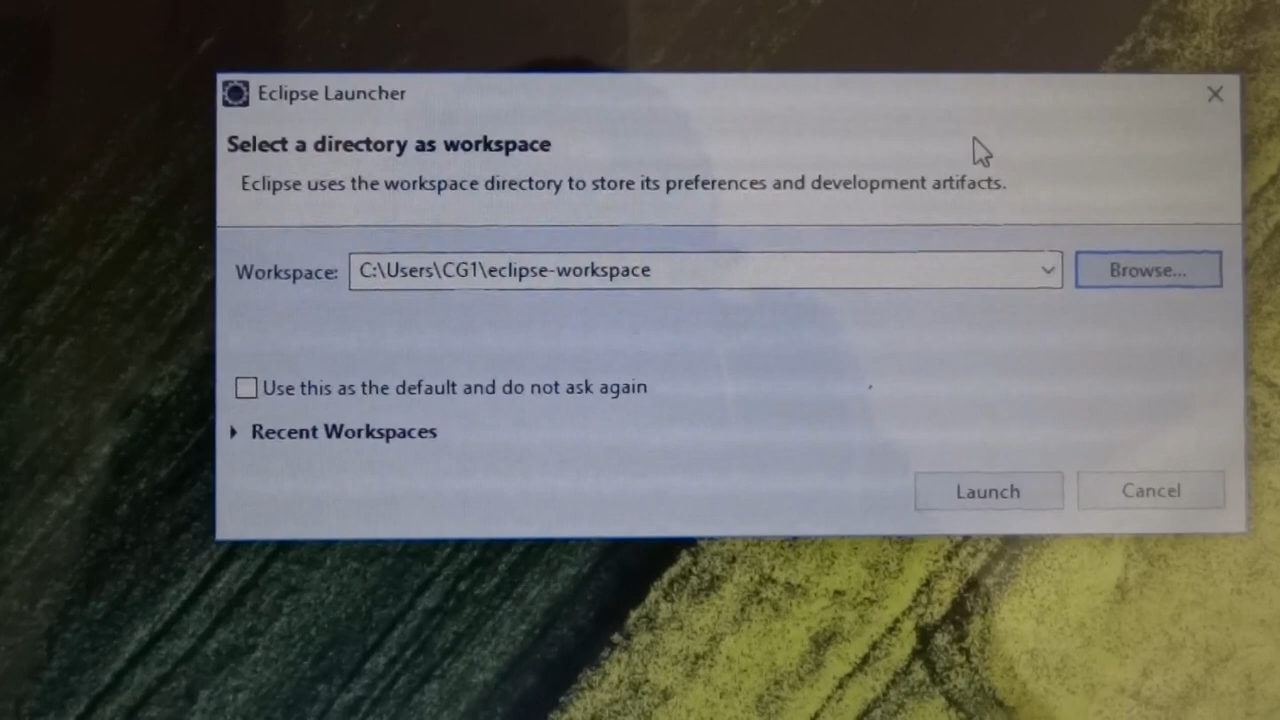 Eclipse Launcher
Select a directory as workspace
Eclipse uses the workspace directory to store its preferences and development artifacts.
Workspace: C:\Users\CG1\eclipse-workspace Browse...
Use this as the default and do not ask again
Recent Workspaces
Launch Cancel